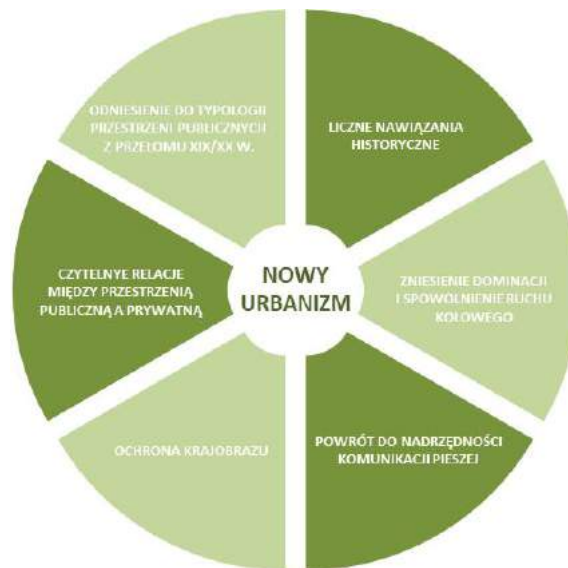 ODNIESIENIE DO TYPOLOGII
PRZESTRZENI PUBLICZNYCH
Z PRZEŁOMU XIX/XX W.
LICZNE NAWIĄZANIA
HISTORYCZNE
CZYTELNYE RELACJE
MIĘDZY PRZESTRZENIĄ
PUBLICZNĄ A PRYWATNĄ
NOWY
URBANIZM
ZNIESIENIE DOMINACJI
I SPOWOLNIENIE RUCHU
KOŁOWEGO
OCHRONA KRAJOBRAZU
POWRÓT DO NADRZĘDNOŚCI
KOMUNIKACJI PIESZEJ